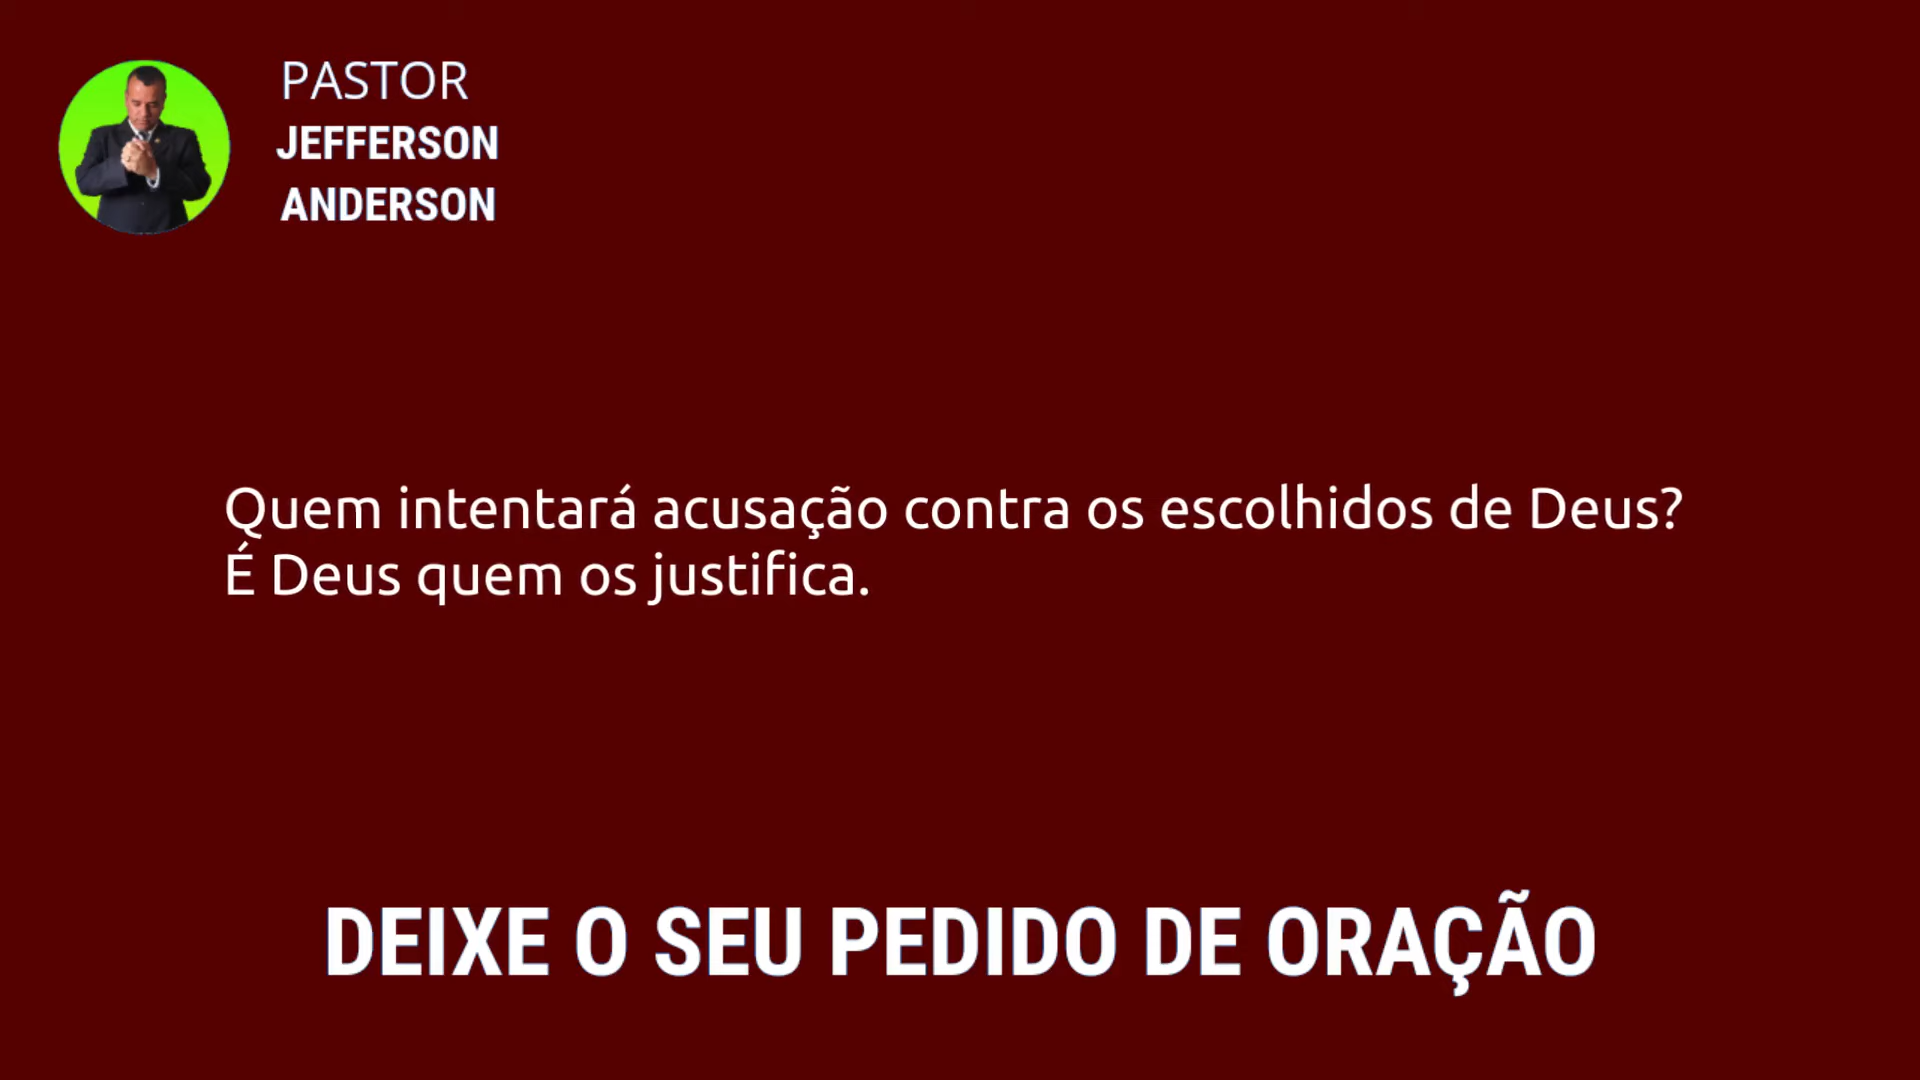 PASTOR
JEFFERSON
ANDERSON
Quem intentará acusação contra os escolhidos de Deus?
É Deus quem os justifica.
DEIXE O SEU PEDIDO DE ORAÇÃO